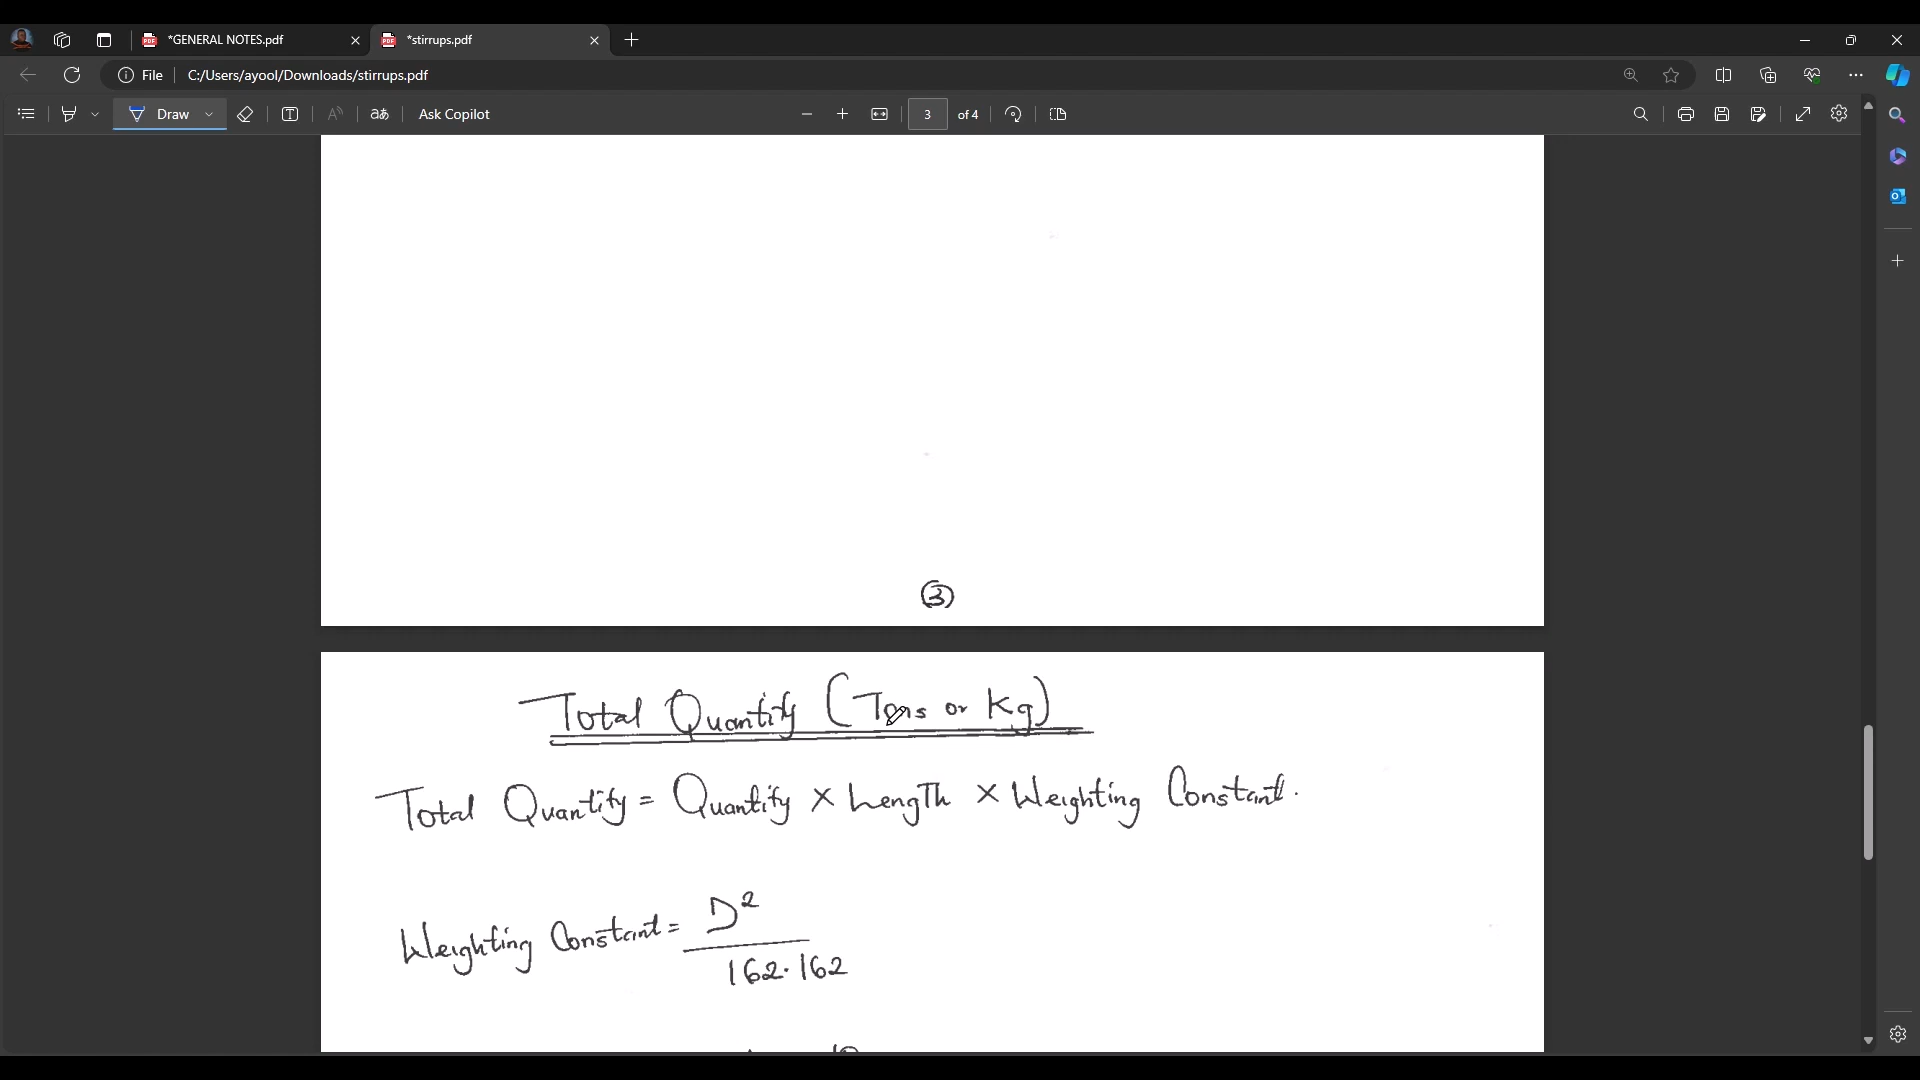 *GENERAL NOTES.pdf
*stirrups.pdf
File
C:/Users/ayool/Downloads/stirrups.pdf
Draw
Ask Copilot
3
of 4
3
Total Quantity (Tons or Kg)
Total Quantity = Quantity × Length × Weighting Constant.
Weighting Constant = D²
162.162